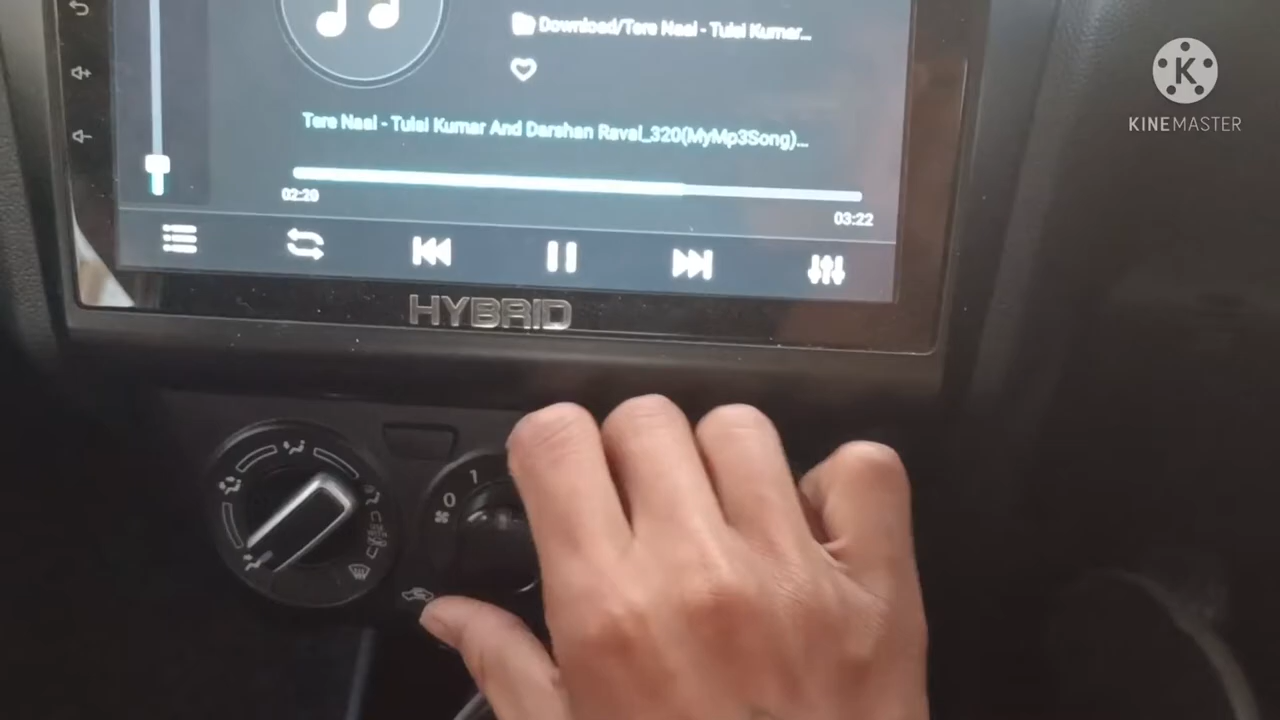 Download/Tere Naal - Tulsi Kumar...
Tere Naal - Tulsi Kumar And Darshan Raval_320(MyMp3Song)...
02:29
03:22
HYBRID
0
1
K
KINEMASTER